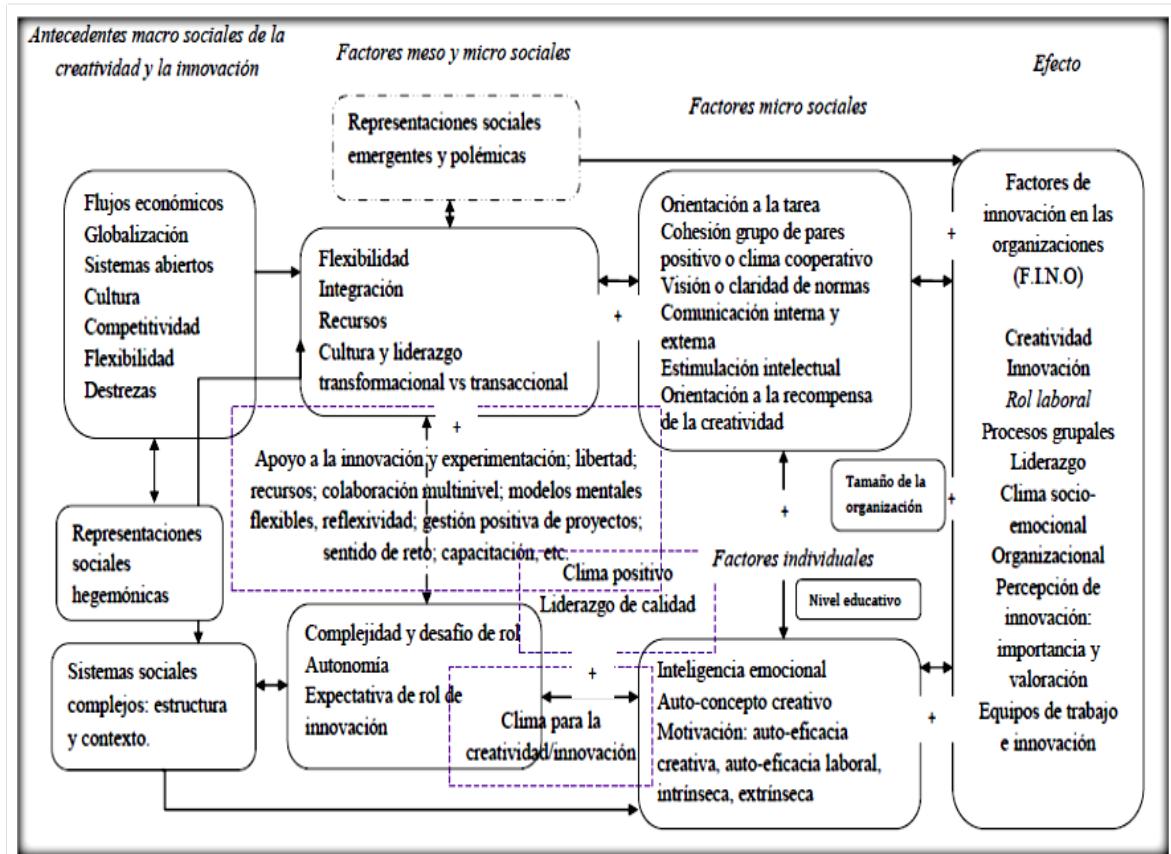 Antecedentes macro sociales de la
creatividad y la innovación
Factores meso y micro sociales
Efecto
Factores micro sociales
Representaciones sociales
emergentes y polémicas
Flujos económicos
Globalización
Sistemas abiertos
Cultura
Competitividad
Flexibilidad
Destrezas
Flexibilidad
Integración
Recursos
Cultura y liderazgo
transformacional vs transaccional
+
+
Orientación a la tarea
Cohesión grupo de pares
positivo o clima cooperativo
Visión o claridad de normas
Comunicación interna y
externa
Estimulación intelectual
Orientación a la recompensa
de la creatividad
+
Factores de
innovación en las
organizaciones
(F.I.N.O)
Creatividad
Innovación
Rol laboral
Procesos grupales
Liderazgo
Clima socio-
emocional
Organizacional
Percepción de
innovación:
importancia y
valoración
Equipos de trabajo
e innovación
Apoyo a la innovación y experimentación; libertad;
recursos; colaboración multinivel; modelos mentales
flexibles, reflexividad; gestión positiva de proyectos;
sentido de reto; capacitación, etc.
Tamaño de la
organización
+
+
Representaciones
sociales
hegemónicas
Factores individuales
Clima positivo
Liderazgo de calidad
Nivel educativo
Sistemas sociales
complejos: estructura
y contexto.
Complejidad y desafío de rol
Autonomía
Expectativa de rol de
innovación
+
Clima para la
creatividad/innovación
Inteligencia emocional
Auto-concepto creativo
Motivación: auto-eficacia
creativa, auto-eficacia laboral,
intrínseca, extrínseca
+